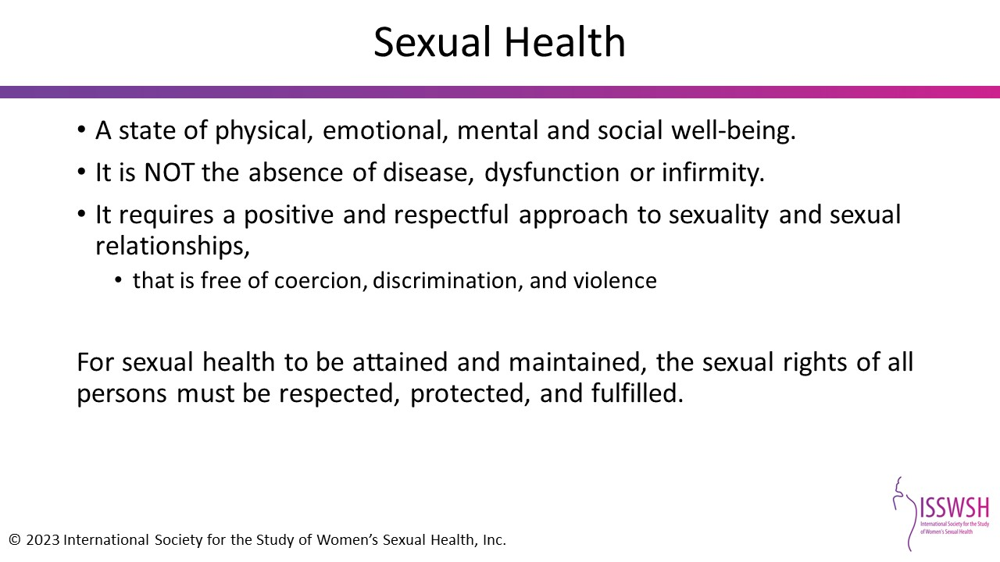 Sexual Health
• A state of physical, emotional, mental and social well-being.
• It is NOT the absence of disease, dysfunction or infirmity.
• It requires a positive and respectful approach to sexuality and sexual
relationships,
• that is free of coercion, discrimination, and violence
For sexual health to be attained and maintained, the sexual rights of all
persons must be respected, protected, and fulfilled.
ISSWSH
International Society for the Study
of Women's Sexual Health
© 2023 International Society for the Study of Women’s Sexual Health, Inc.